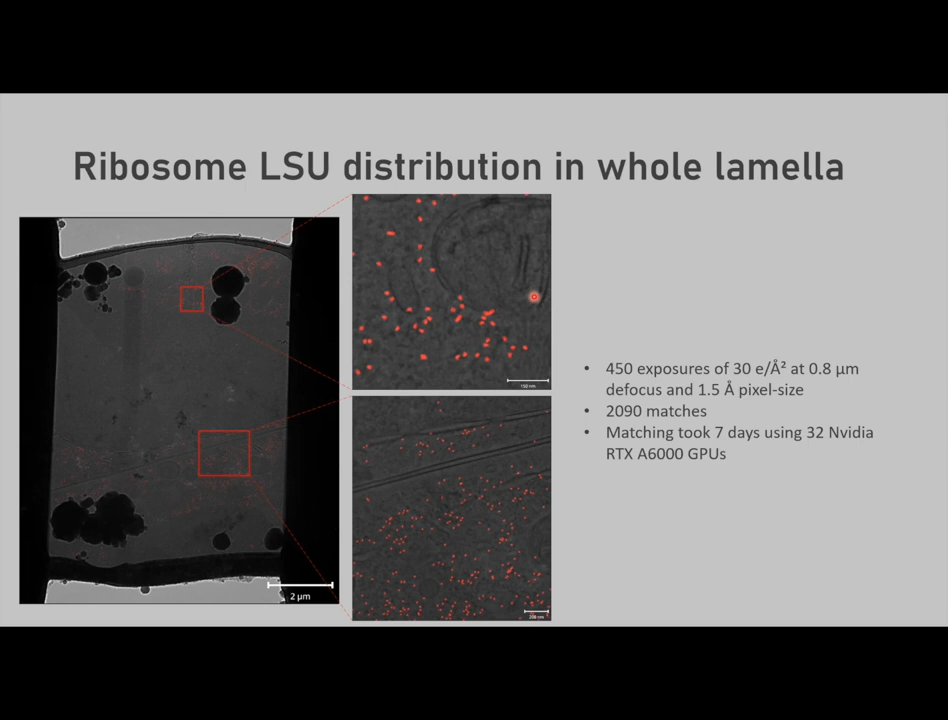 Ribosome LSU distribution in whole lamella
2 µm
• 450 exposures of 30 e/Å² at 0.8 µm
defocus and 1.5 Å pixel-size
• 2090 matches
• Matching took 7 days using 32 Nvidia
RTX A6000 GPUs